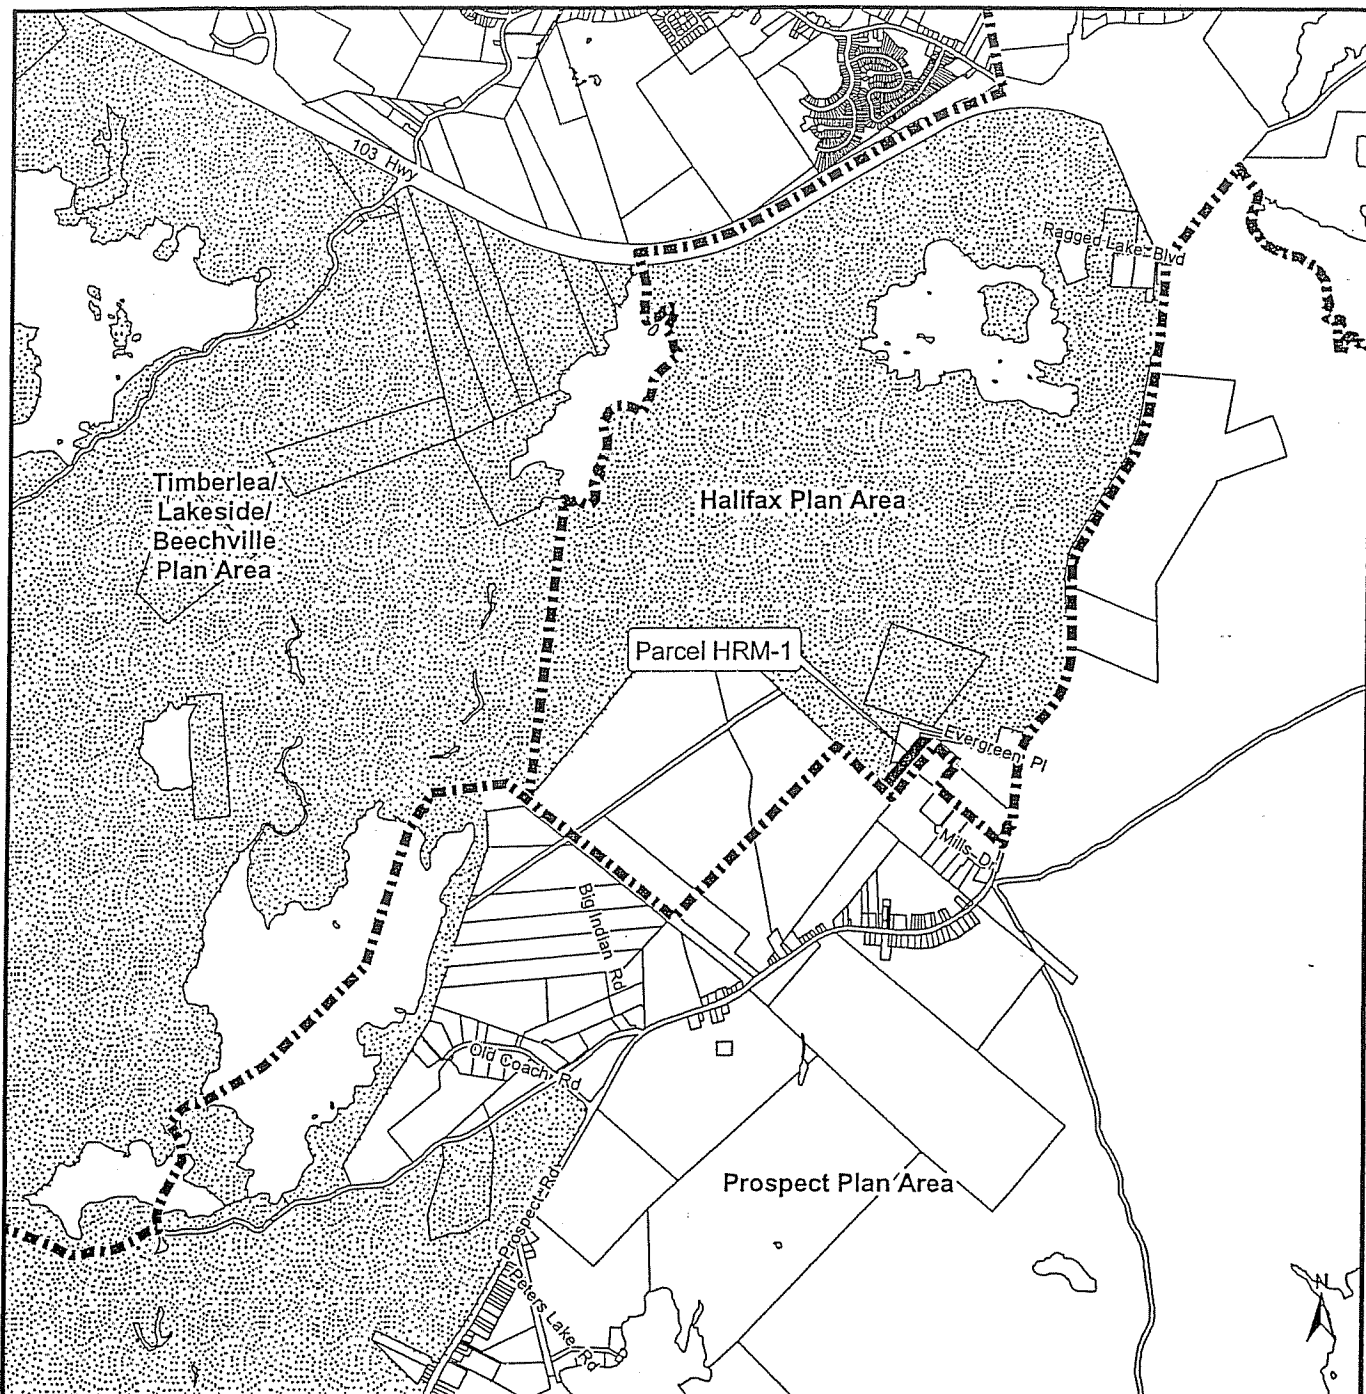 103 Hwy
Ragged Lake Blvd
Timberlea/
Lakeside/
Beechville
Plan Area
Halifax Plan Area
Parcel HRM-1
Evergreen Pl
Mills D
Big Indian Rd
Old Coach Rd
Prospect Plan Area
Prospect Rd
Peters Lake Rd
N